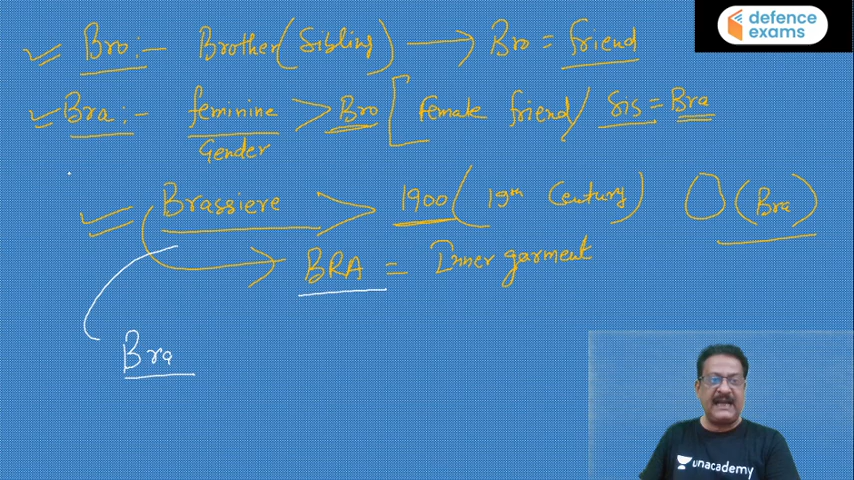 defence
exams
Bro:- Brother (Sibling) → Bro = friend
Bra:- feminine > Bro [Female friend/ Sis = Bra
Gender
Brassiere > 1900 (19th Century) O (Bra)
BRA = Inner garment
Bra
unacademy